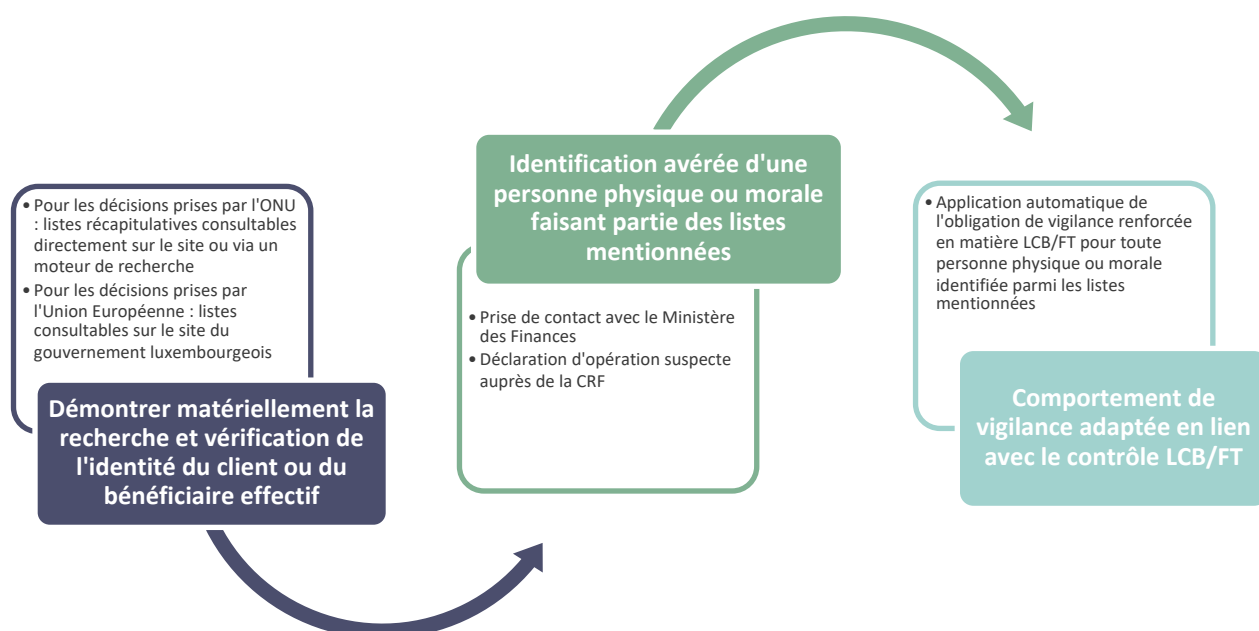 • Pour les décisions prises par l'ONU
: listes récapitulatives consultables
directement sur le site ou via un
moteur de recherche
• Pour les décisions prises par
l'Union Européenne : listes
consultables sur le site du
gouvernement luxembourgeois
Démontrer matériellement la
recherche et vérification de
l'identité du client ou du
bénéficiaire effectif
Identification avérée d'une
personne physique ou morale
faisant partie des listes
mentionnées
• Prise de contact avec le Ministère
des Finances
• Déclaration d'opération suspecte
auprès de la CRF
• Application automatique de
l'obligation de vigilance renforcée
en matière LCB/FT pour toute
personne physique ou morale
identifiée parmi les listes
mentionnées
Comportement de
vigilance adaptée en lien
avec le contrôle LCB/FT